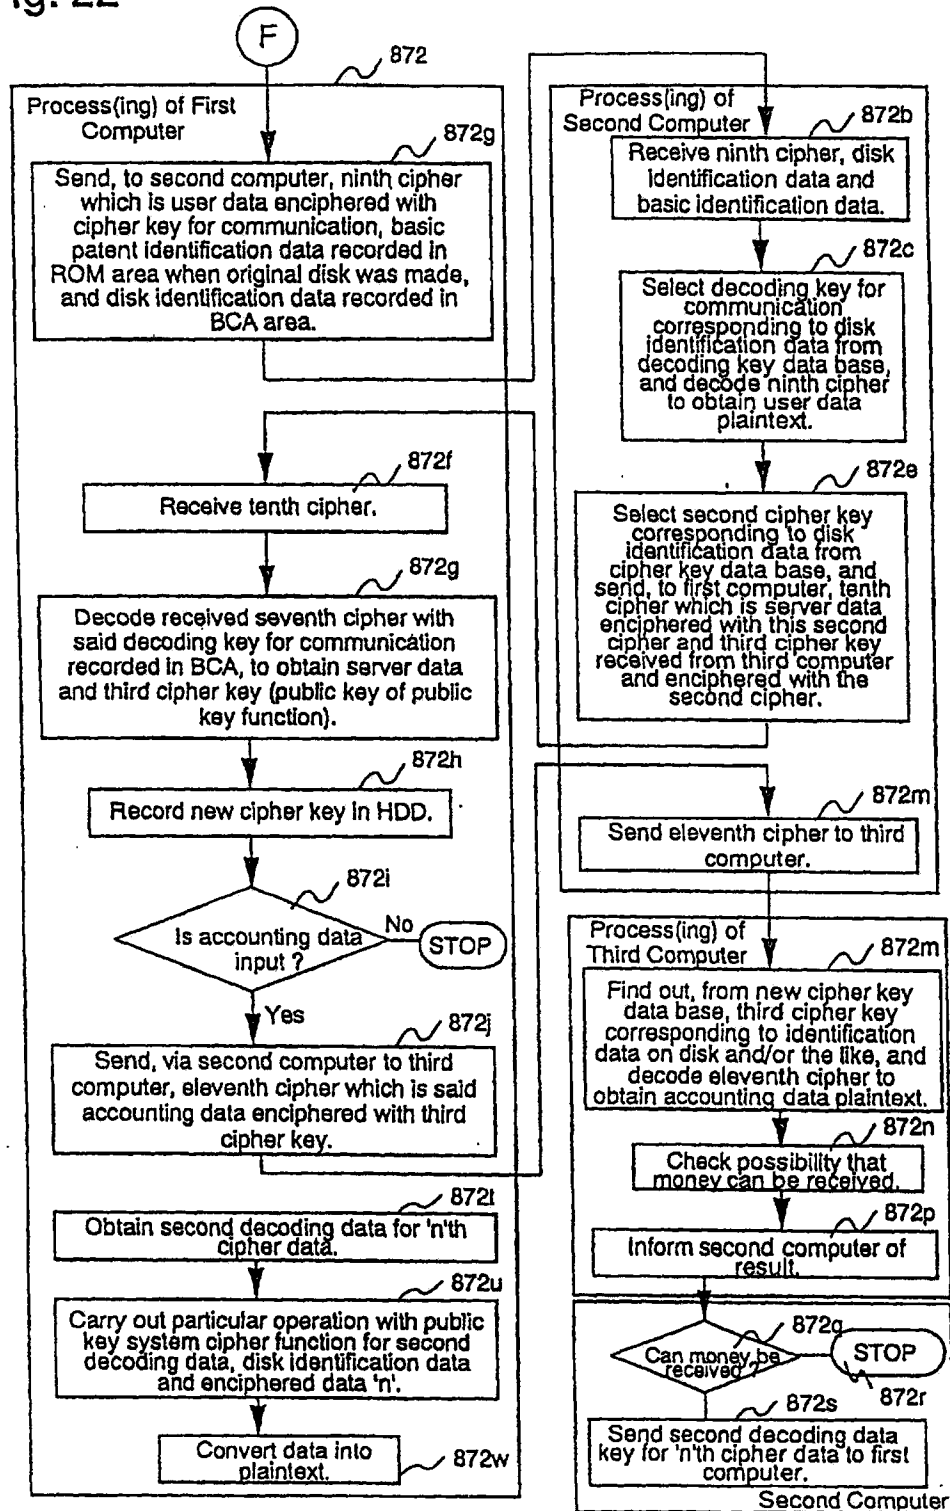 ig. 22
F
872
Process(ing) of First
Computer
872g
Send, to second computer, ninth cipher
which is user data enciphered with
cipher key for communication, basic
patent identification data recorded in
ROM area when original disk was made,
and disk identification data recorded in
BCA area.
872f
Receive tenth cipher.
872g
Decode received seventh cipher with
said decoding key for communication
recorded in BCA, to obtain server data
and third cipher key (public key of public
key function).
872h
Record new cipher key in HDD.
872i
Is accounting data
input ?
No
STOP
Yes
872j
Send, via second computer to third
computer, eleventh cipher which is said
accounting data enciphered with third
cipher key.
872t
Obtain second decoding data for 'n'th
cipher data.
872u
Carry out particular operation with public
key system cipher function for second
decoding data, disk identification data
and enciphered data 'n'.
Convert data into
plaintext.
872w
Process(ing) of
Second Computer
872b
Receive ninth cipher, disk
identification data and
basic identification data.
872c
Select decoding key for
communication
corresponding to disk
identification data from
decoding key data base,
and decode ninth cipher
to obtain user data
plaintext.
872e
Select second cipher key
corresponding to disk
identification data from
cipher key data base, and
send, to first computer, tenth
cipher which is server data
enciphered with this second
cipher and third cipher key
received from third computer
and enciphered with the
second cipher.
872m
Send eleventh cipher to third
computer.
Process(ing) of
Third Computer
872m
Find out, from new cipher key
data base, third cipher key
corresponding to identification
data on disk and/or the like, and
decode eleventh cipher to
obtain accounting data plaintext.
872n
Check possibility that
money can be received.
872p
Inform second computer of
result.
872q
Can money be
received ?
STOP
872r
872s
Send second decoding data
key for 'n'th cipher data to first
computer.
Second Computer